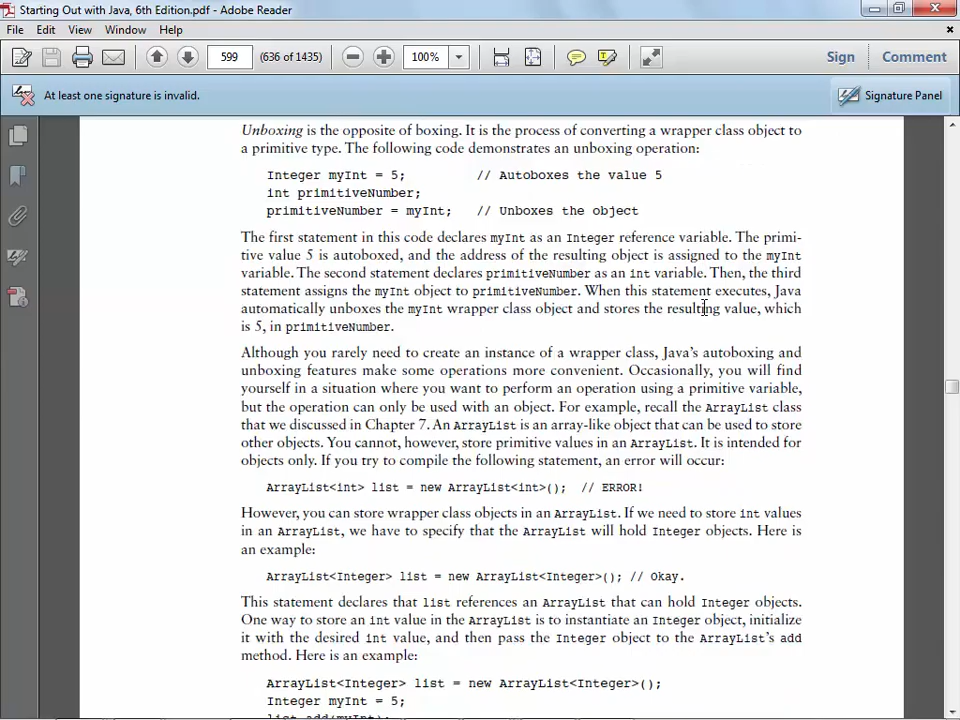 Starting Out with Java, 6th Edition.pdf - Adobe Reader
File Edit View Window Help
599 (636 of 1435) 100% Sign Comment
At least one signature is invalid. Signature Panel
Unboxing is the opposite of boxing. It is the process of converting a wrapper class object to
a primitive type. The following code demonstrates an unboxing operation:
Integer myInt = 5; // Autoboxes the value 5
int primitiveNumber;
primitiveNumber = myInt; // Unboxes the object
The first statement in this code declares myInt as an Integer reference variable. The primi-
tive value 5 is autoboxed, and the address of the resulting object is assigned to the myInt
variable. The second statement declares primitiveNumber as an int variable. Then, the third
statement assigns the myInt object to primitiveNumber. When this statement executes, Java
automatically unboxes the myInt wrapper class object and stores the resulting value, which
is 5, in primitiveNumber.
Although you rarely need to create an instance of a wrapper class, Java's autoboxing and
unboxing features make some operations more convenient. Occasionally, you will find
yourself in a situation where you want to perform an operation using a primitive variable,
but the operation can only be used with an object. For example, recall the ArrayList class
that we discussed in Chapter 7. An ArrayList is an array-like object that can be used to store
other objects. You cannot, however, store primitive values in an ArrayList. It is intended for
objects only. If you try to compile the following statement, an error will occur:
ArrayList<int> list = new ArrayList<int>(); // ERROR!
However, you can store wrapper class objects in an ArrayList. If we need to store int values
in an ArrayList, we have to specify that the ArrayList will hold Integer objects. Here is
an example:
ArrayList<Integer> list = new ArrayList<Integer>(); // Okay.
This statement declares that list references an ArrayList that can hold Integer objects.
One way to store an int value in the ArrayList is to instantiate an Integer object, initialize
it with the desired int value, and then pass the Integer object to the ArrayList's add
method. Here is an example:
ArrayList<Integer> list = new ArrayList<Integer>();
Integer myInt = 5;
list.add(myInt);